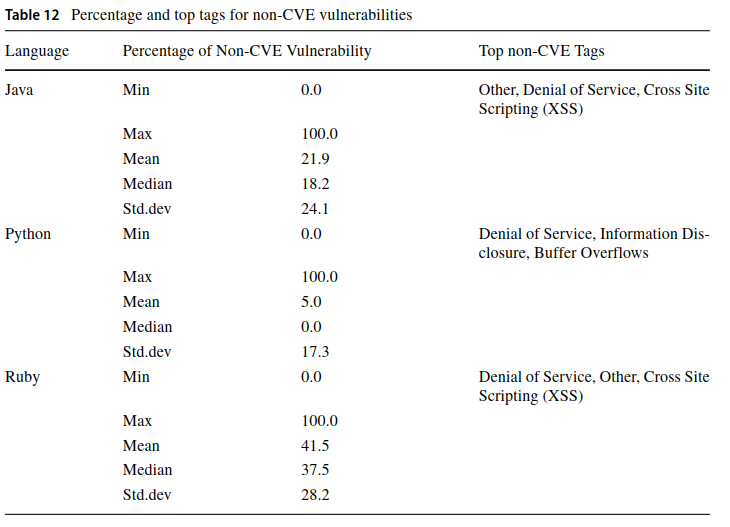 Table 12 Percentage and top tags for non-CVE vulnerabilities
Language Percentage of Non-CVE Vulnerability Top non-CVE Tags
Java Min 0.0 Other, Denial of Service, Cross Site
Scripting (XSS)
Max 100.0
Mean 21.9
Median 18.2
Std.dev 24.1
Python Min 0.0 Denial of Service, Information Dis-
closure, Buffer Overflows
Max 100.0
Mean 5.0
Median 0.0
Std.dev 17.3
Ruby Min 0.0 Denial of Service, Other, Cross Site
Scripting (XSS)
Max 100.0
Mean 41.5
Median 37.5
Std.dev 28.2